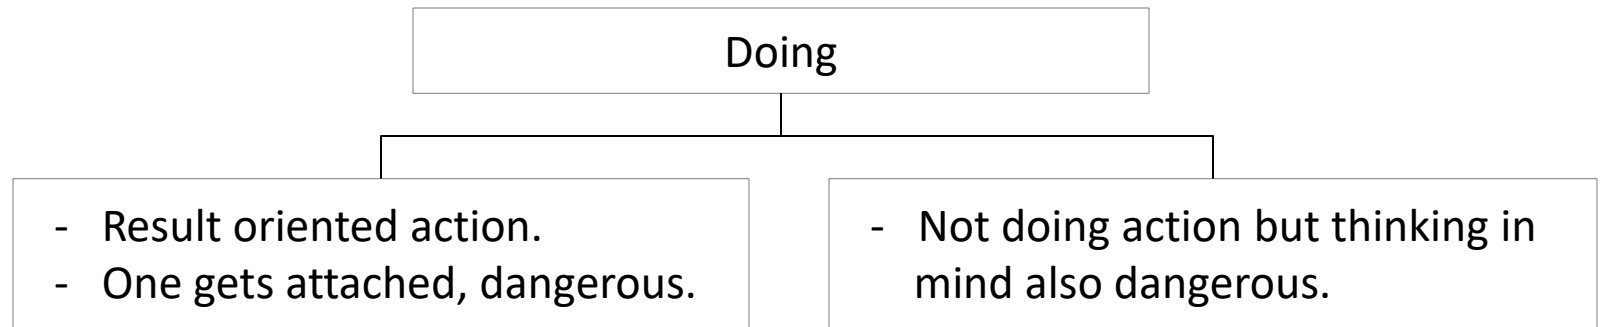 Doing
- Result oriented action.
- One gets attached, dangerous.
- Not doing action but thinking in
mind also dangerous.